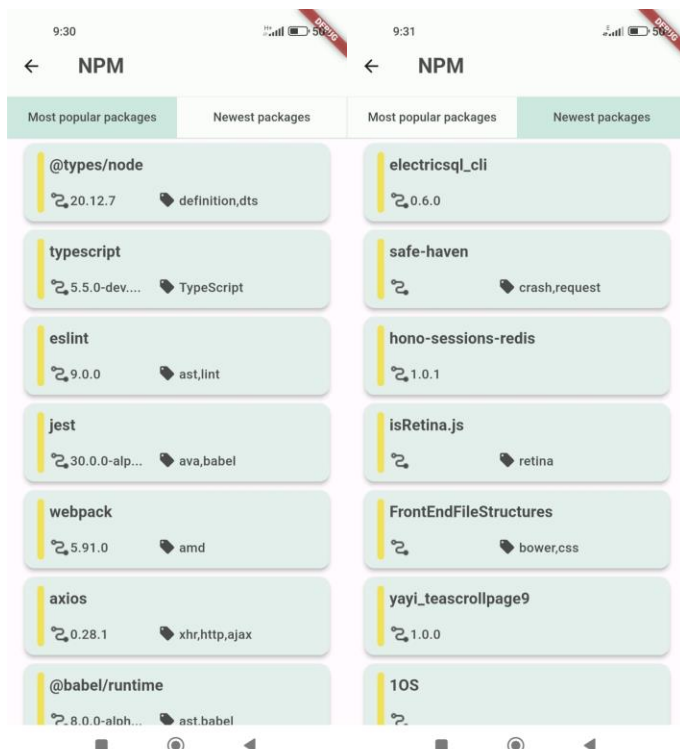 9:30
DEBUG
NPM
Most popular packages
Newest packages
@types/node
20.12.7
definition,dts
typescript
5.5.0-dev....
TypeScript
eslint
9.0.0
ast,lint
jest
30.0.0-alp...
ava,babel
webpack
5.91.0
amd
axios
0.28.1
xhr,http,ajax
@babel/runtime
8.0.0-alph...
ast,babel
9:31
DEBUG
NPM
Most popular packages
Newest packages
electricsql_cli
0.6.0
safe-haven
crash,request
hono-sessions-redis
1.0.1
isRetina.js
retina
FrontEndFileStructures
bower,css
yayi_teascrollpage9
1.0.0
1OS